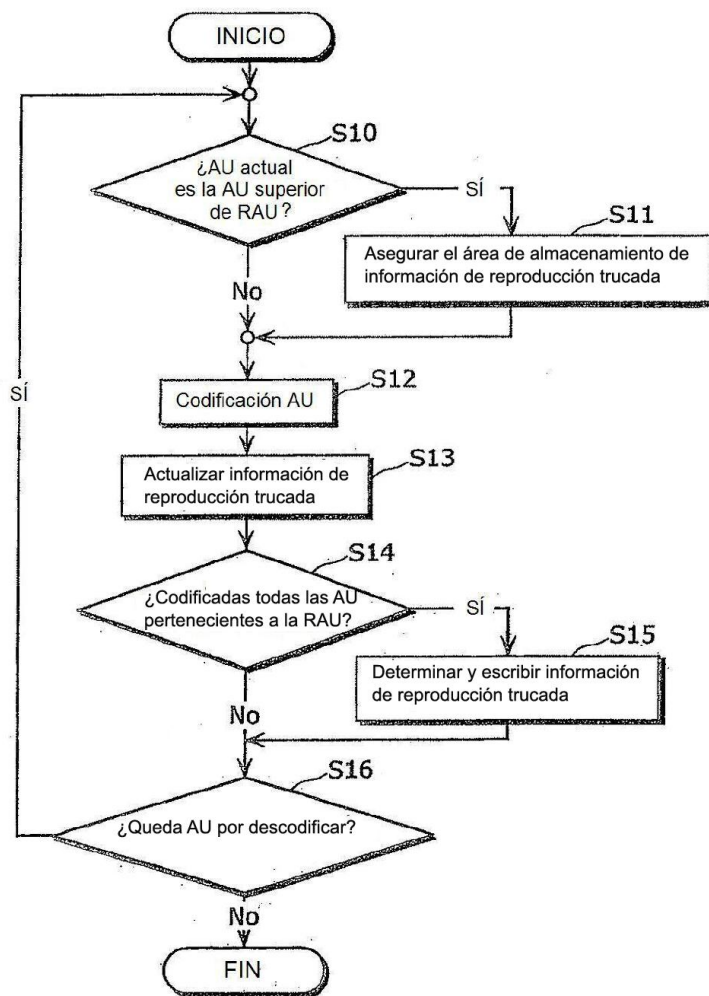 INICIO
S10
¿AU actual
es la AU superior
de RAU?
SÍ
S11
Asegurar el área de almacenamiento de
información de reproducción trucada
No
SÍ
S12
Codificación AU
S13
Actualizar información de
reproducción trucada
S14
¿Codificadas todas las AU
pertenecientes a la RAU?
SÍ
S15
Determinar y escribir información
de reproducción trucada
No
S16
¿Queda AU por descodificar?
No
FIN